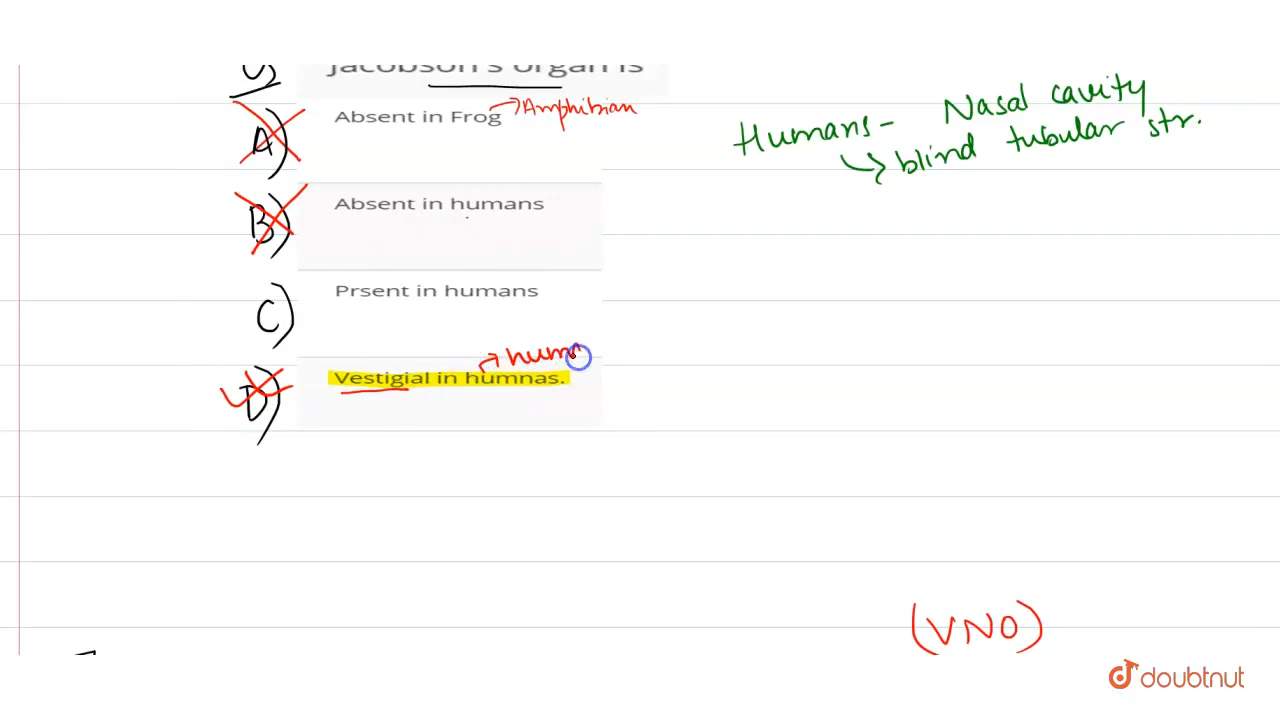 Q
Jacobson's organ is
A)
Absent in Frog
→ Amphibian
B)
Absent in humans
C)
Prsent in humans
D)
Vestigial in humnas.
→ hum
Humans - Nasal cavity
↳ blind tubular str.
(VNO)
doubtnut